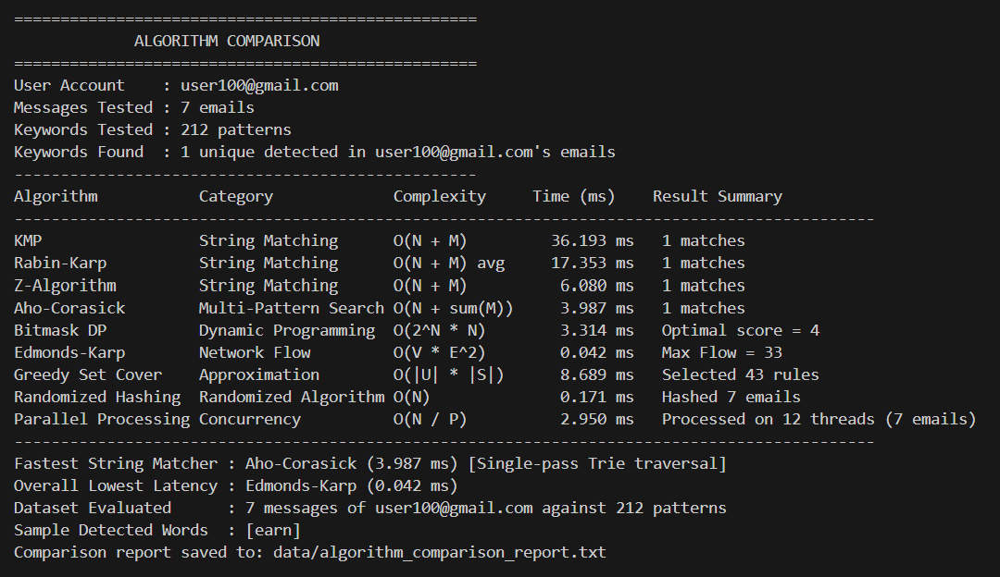 ==================================================
             ALGORITHM COMPARISON
==================================================
User Account    : user100@gmail.com
Messages Tested : 7 emails
Keywords Tested : 212 patterns
Keywords Found  : 1 unique detected in user100@gmail.com's emails
--------------------------------------------------
Algorithm           Category             Complexity     Time (ms)    Result Summary
---------------------------------------------------------------------------------------------
KMP                 String Matching      O(N + M)         36.193 ms   1 matches
Rabin-Karp          String Matching      O(N + M) avg     17.353 ms   1 matches
Z-Algorithm         String Matching      O(N + M)          6.080 ms   1 matches
Aho-Corasick        Multi-Pattern Search O(N + sum(M))     3.987 ms   1 matches
Bitmask DP          Dynamic Programming  O(2^N * N)        3.314 ms   Optimal score = 4
Edmonds-Karp        Network Flow         O(V * E^2)        0.042 ms   Max Flow = 33
Greedy Set Cover    Approximation        O(|U| * |S|)      8.689 ms   Selected 43 rules
Randomized Hashing  Randomized Algorithm O(N)              0.171 ms   Hashed 7 emails
Parallel Processing Concurrency          O(N / P)          2.950 ms   Processed on 12 threads (7 emails)
---------------------------------------------------------------------------------------------
Fastest String Matcher : Aho-Corasick (3.987 ms) [Single-pass Trie traversal]
Overall Lowest Latency : Edmonds-Karp (0.042 ms)
Dataset Evaluated      : 7 messages of user100@gmail.com against 212 patterns
Sample Detected Words  : [earn]
Comparison report saved to: data/algorithm_comparison_report.txt